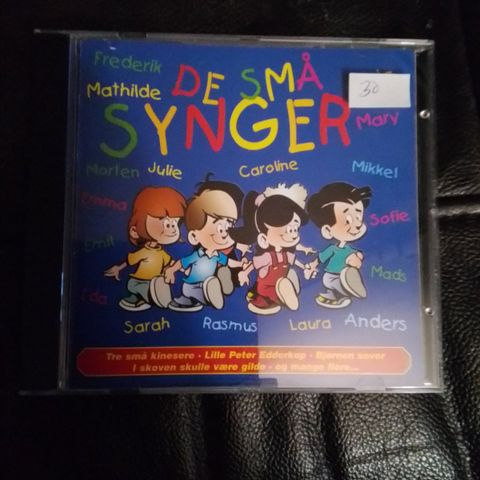 Frederik
DE SMÅ
30
Mathilde
SYNGER
Mary
Morten
Julie
Caroline
Mikkel
Emma
Sofie
Emil
Mads
Ida
Sarah
Rasmus
Laura
Anders
Tre små kinesere · Lille Peter Edderkop · Bjørnen sover
I skoven skulle være gilde · og mange flere...